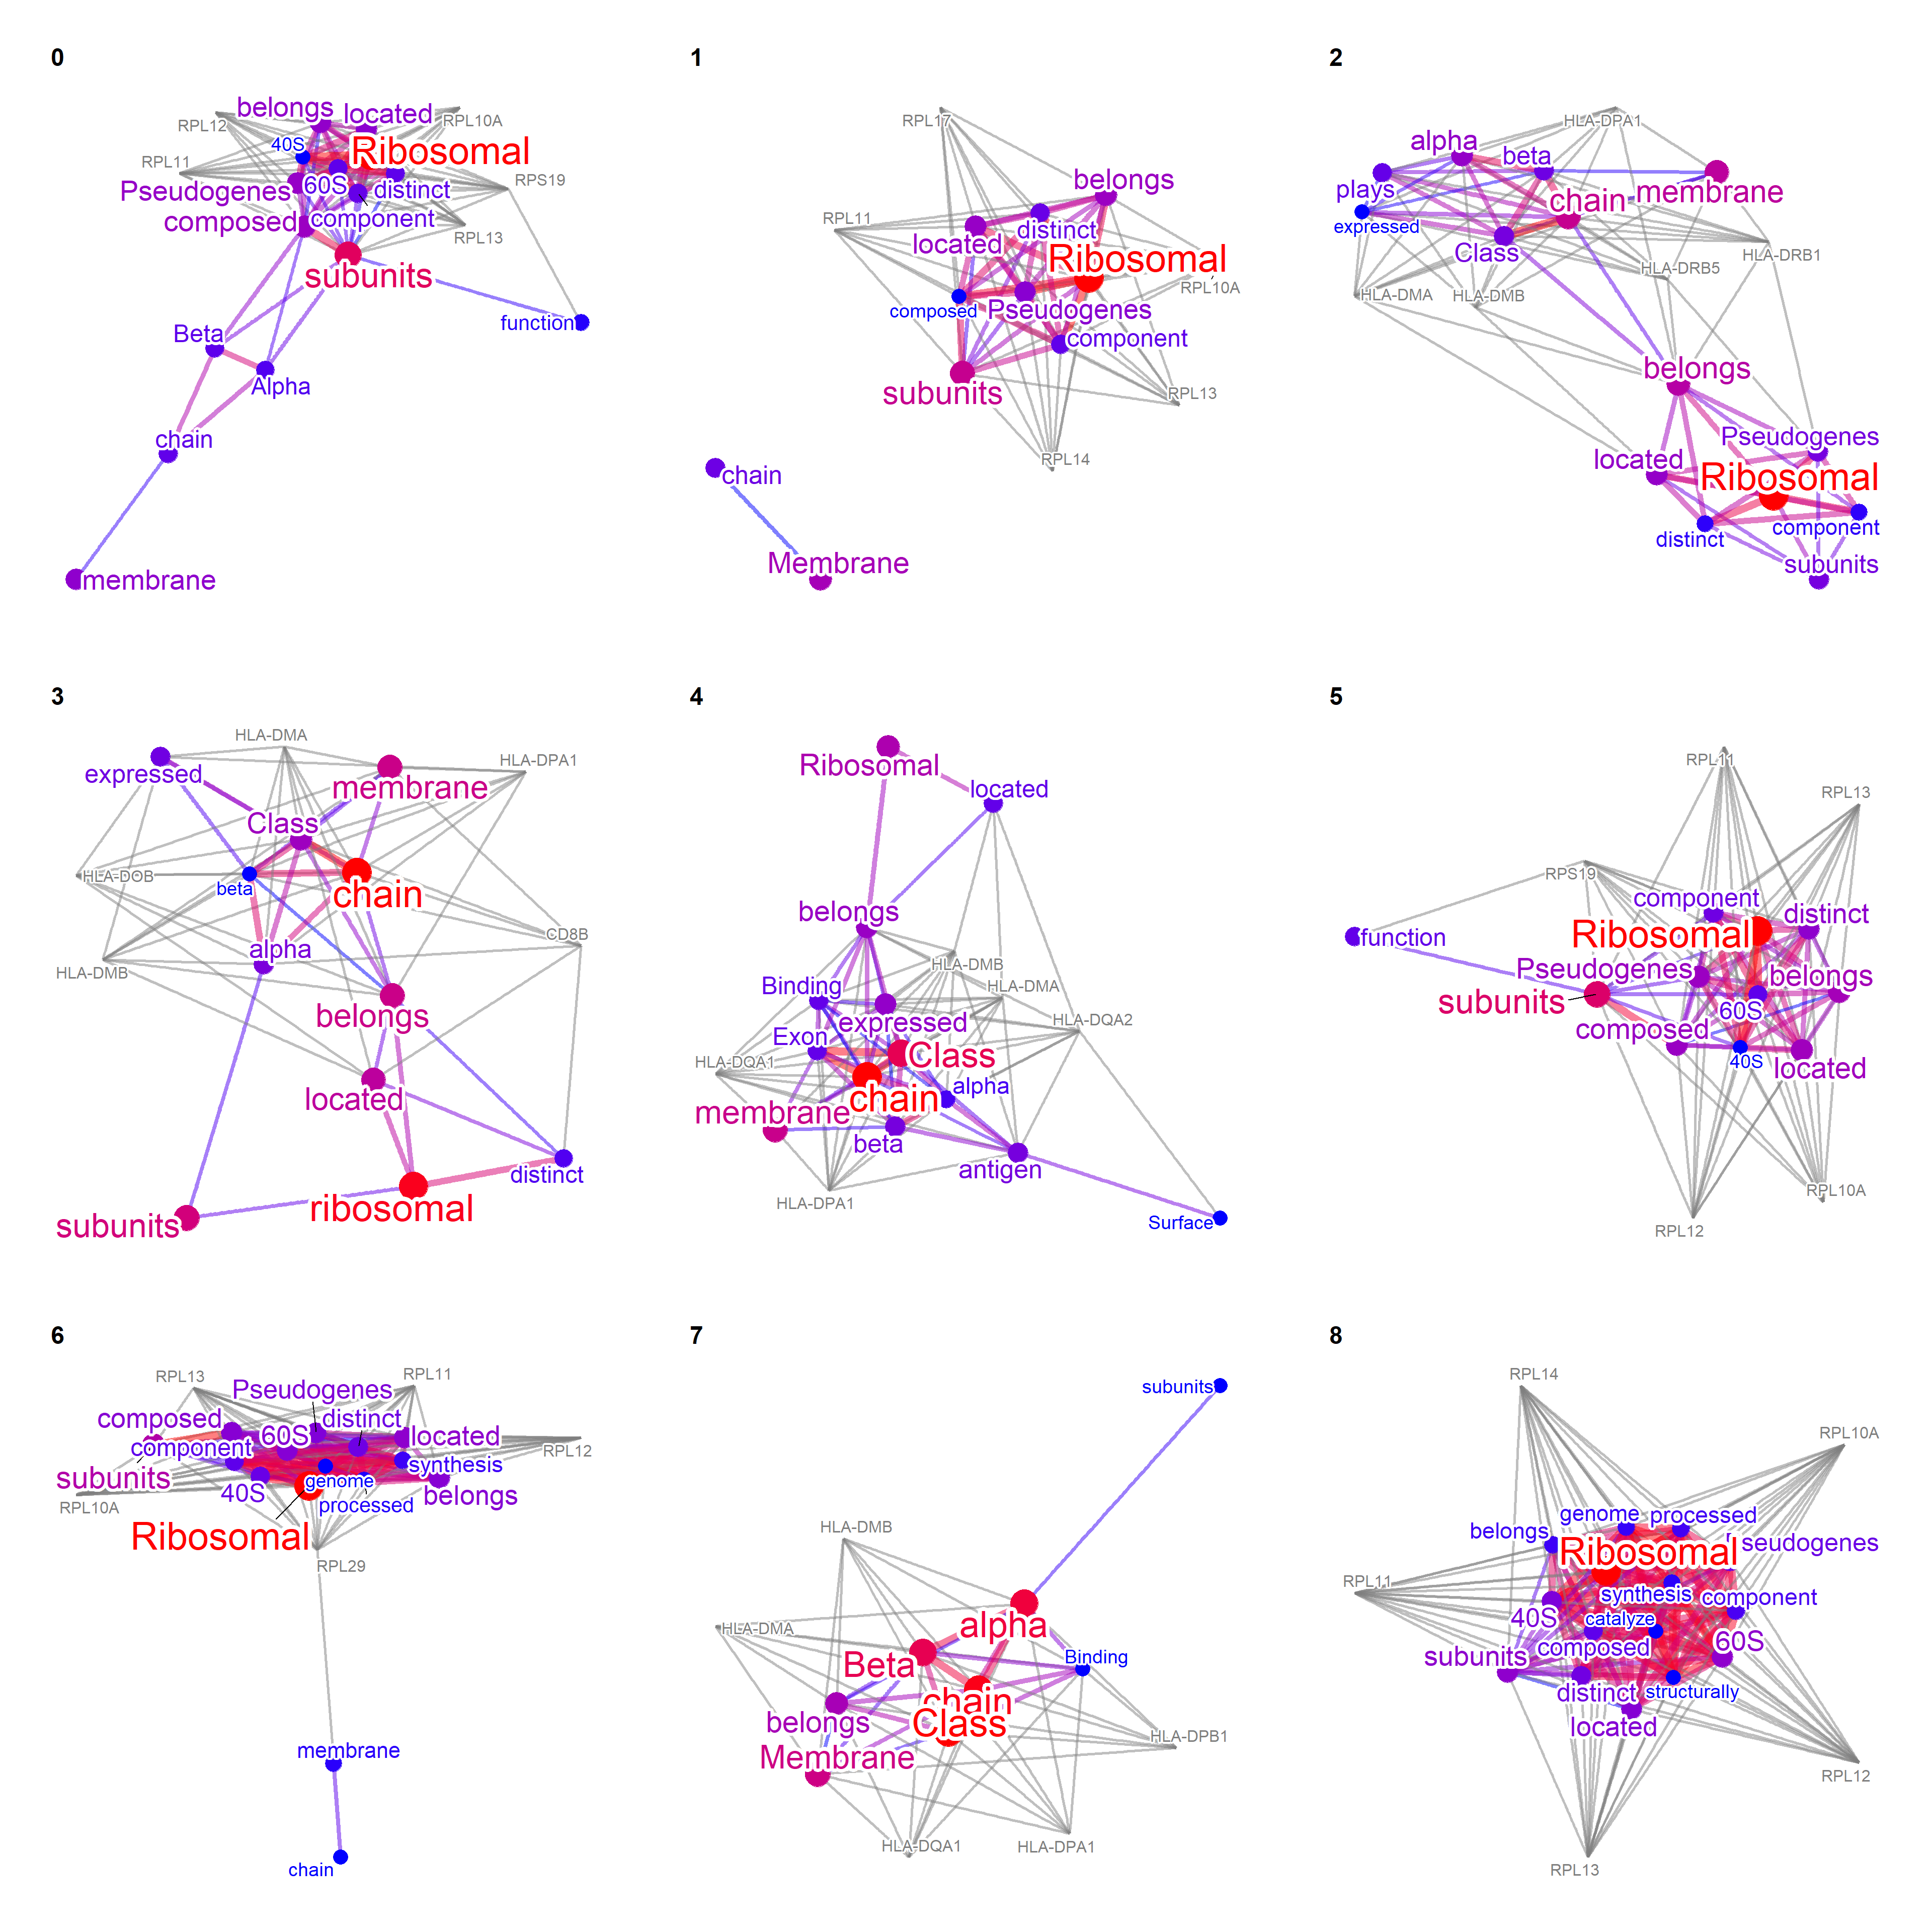 0
belongs
located
RPL12
RPL10A
40S
Ribosomal
RPL11
Pseudogenes
60S
distinct
RPS19
composed
component
RPL13
subunits
function
Beta
Alpha
chain
membrane
1
RPL17
belongs
RPL11
distinct
located
Ribosomal
RPL10A
composed
Pseudogenes
component
subunits
RPL13
RPL14
chain
Membrane
2
HLA-DPA1
alpha
beta
plays
chain
membrane
expressed
Class
HLA-DRB1
HLA-DRB5
HLA-DMA
HLA-DMB
belongs
Pseudogenes
located
Ribosomal
distinct
component
subunits
3
HLA-DMA
HLA-DPA1
expressed
membrane
Class
HLA-DOB
beta
chain
CD8B
alpha
HLA-DMB
belongs
located
distinct
ribosomal
subunits
4
Ribosomal
located
belongs
HLA-DMB
Binding
HLA-DMA
expressed
HLA-DQA2
Exon
Class
HLA-DQA1
alpha
chain
membrane
beta
antigen
HLA-DPA1
Surface
5
RPL11
RPL13
RPS19
component
distinct
Ribosomal
function
Pseudogenes
belongs
subunits
60S
composed
40S
located
RPL10A
RPL12
6
RPL13
RPL11
Pseudogenes
composed
distinct
60S
located
component
RPL12
synthesis
subunits
genome
40S
processed
belongs
RPL10A
Ribosomal
RPL29
membrane
chain
7
subunits
HLA-DMB
alpha
HLA-DMA
Beta
Binding
chain
Class
belongs
HLA-DPB1
Membrane
HLA-DQA1
HLA-DPA1
8
RPL14
RPL10A
genome
processed
belongs
Ribosomal
seudogenes
RPL11
synthesis
component
40S
catalyze
composed
60S
subunits
distinct
structurally
located
RPL12
RPL13